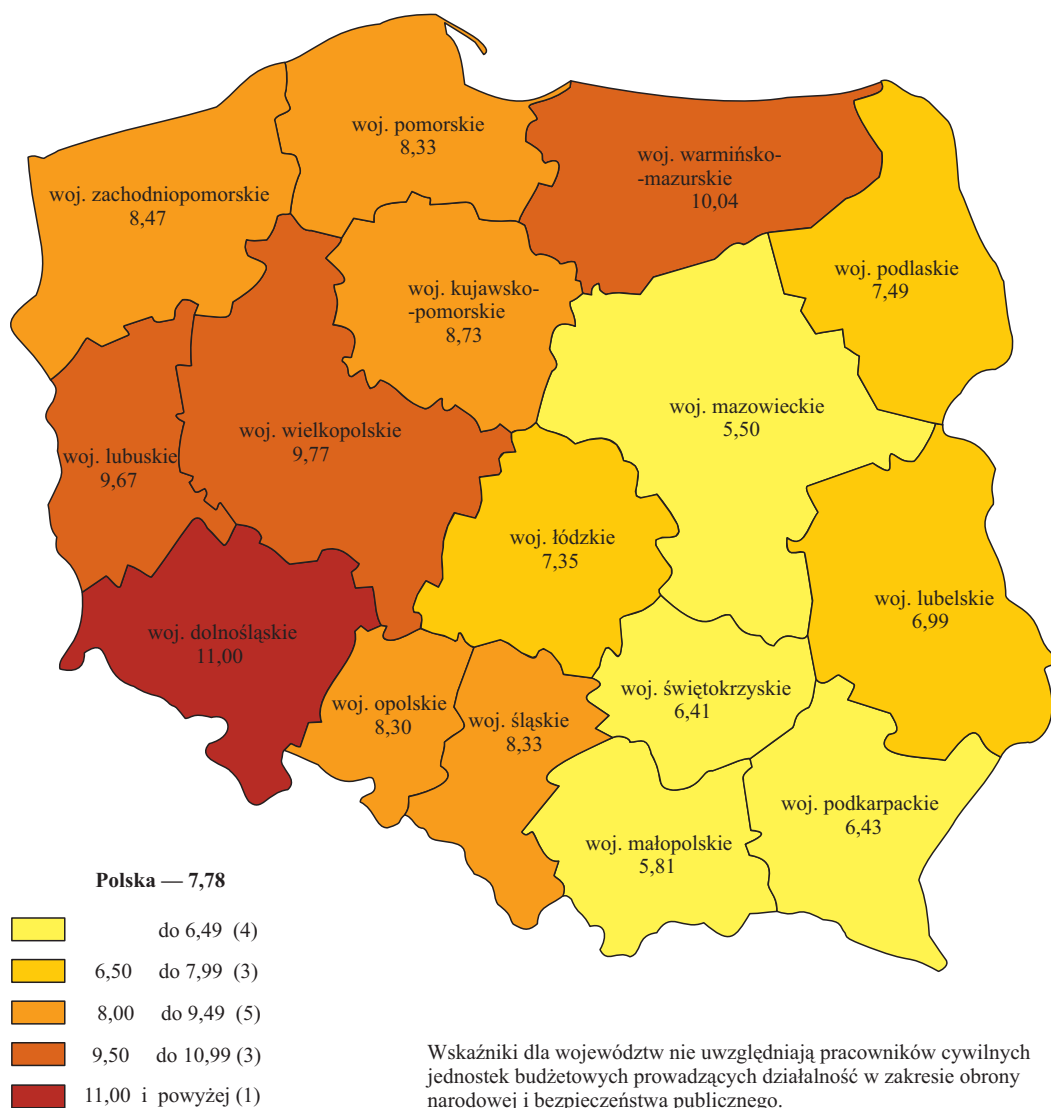 woj. pomorskie
8,33
woj. warmińsko-
-mazurskie
10,04
woj. zachodniopomorskie
8,47
woj. podlaskie
7,49
woj. kujawsko-
-pomorskie
8,73
woj. mazowieckie
5,50
woj. wielkopolskie
9,77
woj. lubuskie
9,67
woj. łódzkie
7,35
woj. lubelskie
6,99
woj. dolnośląskie
11,00
woj. świętokrzyskie
6,41
woj. opolskie
8,30
woj. śląskie
8,33
woj. podkarpackie
6,43
woj. małopolskie
5,81
Polska — 7,78
do 6,49 (4)
6,50 do 7,99 (3)
8,00 do 9,49 (5)
9,50 do 10,99 (3)
11,00 i powyżej (1)
Wskaźniki dla województw nie uwzględniają pracowników cywilnych
jednostek budżetowych prowadzących działalność w zakresie obrony
narodowej i bezpieczeństwa publicznego.